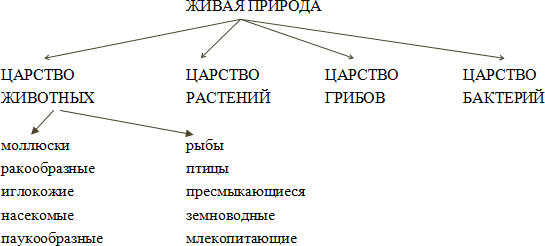 ЖИВАЯ ПРИРОДА
ЦАРСТВО ЖИВОТНЫХ
ЦАРСТВО РАСТЕНИЙ
ЦАРСТВО ГРИБОВ
ЦАРСТВО БАКТЕРИЙ
моллюски
ракообразные
иглокожие
насекомые
паукообразные
рыбы
птицы
пресмыкающиеся
земноводные
млекопитающие